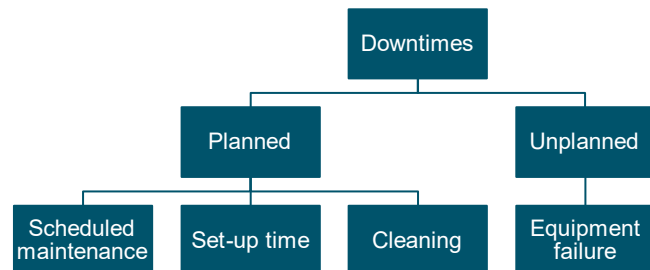 Downtimes
Planned
Unplanned
Scheduled
maintenance
Set-up time
Cleaning
Equipment
failure